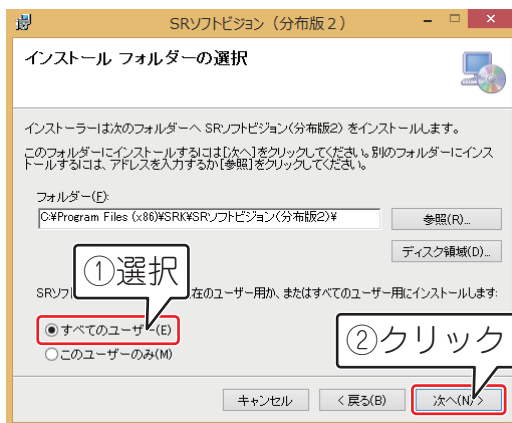 SRソフトビジョン（分布版２）
インストール フォルダーの選択
インストーラーは次のフォルダーへ SRソフトビジョン(分布版2) をインストールします。
このフォルダーにインストールするには[次へ]をクリックしてください。別のフォルダーにインス
トールするには、アドレスを入力するか[参照]をクリックしてください。
フォルダー(F):
C:¥Program Files (x86)¥SRK¥SRソフトビジョン(分布版2)¥
参照(R)...
ディスク領域(D)...
①選択
SRソフ
在のユーザー用か、またはすべてのユーザー用にインストールします:
すべてのユーザー(E)
このユーザーのみ(M)
②クリック
キャンセル
< 戻る(B)
次へ(N) >